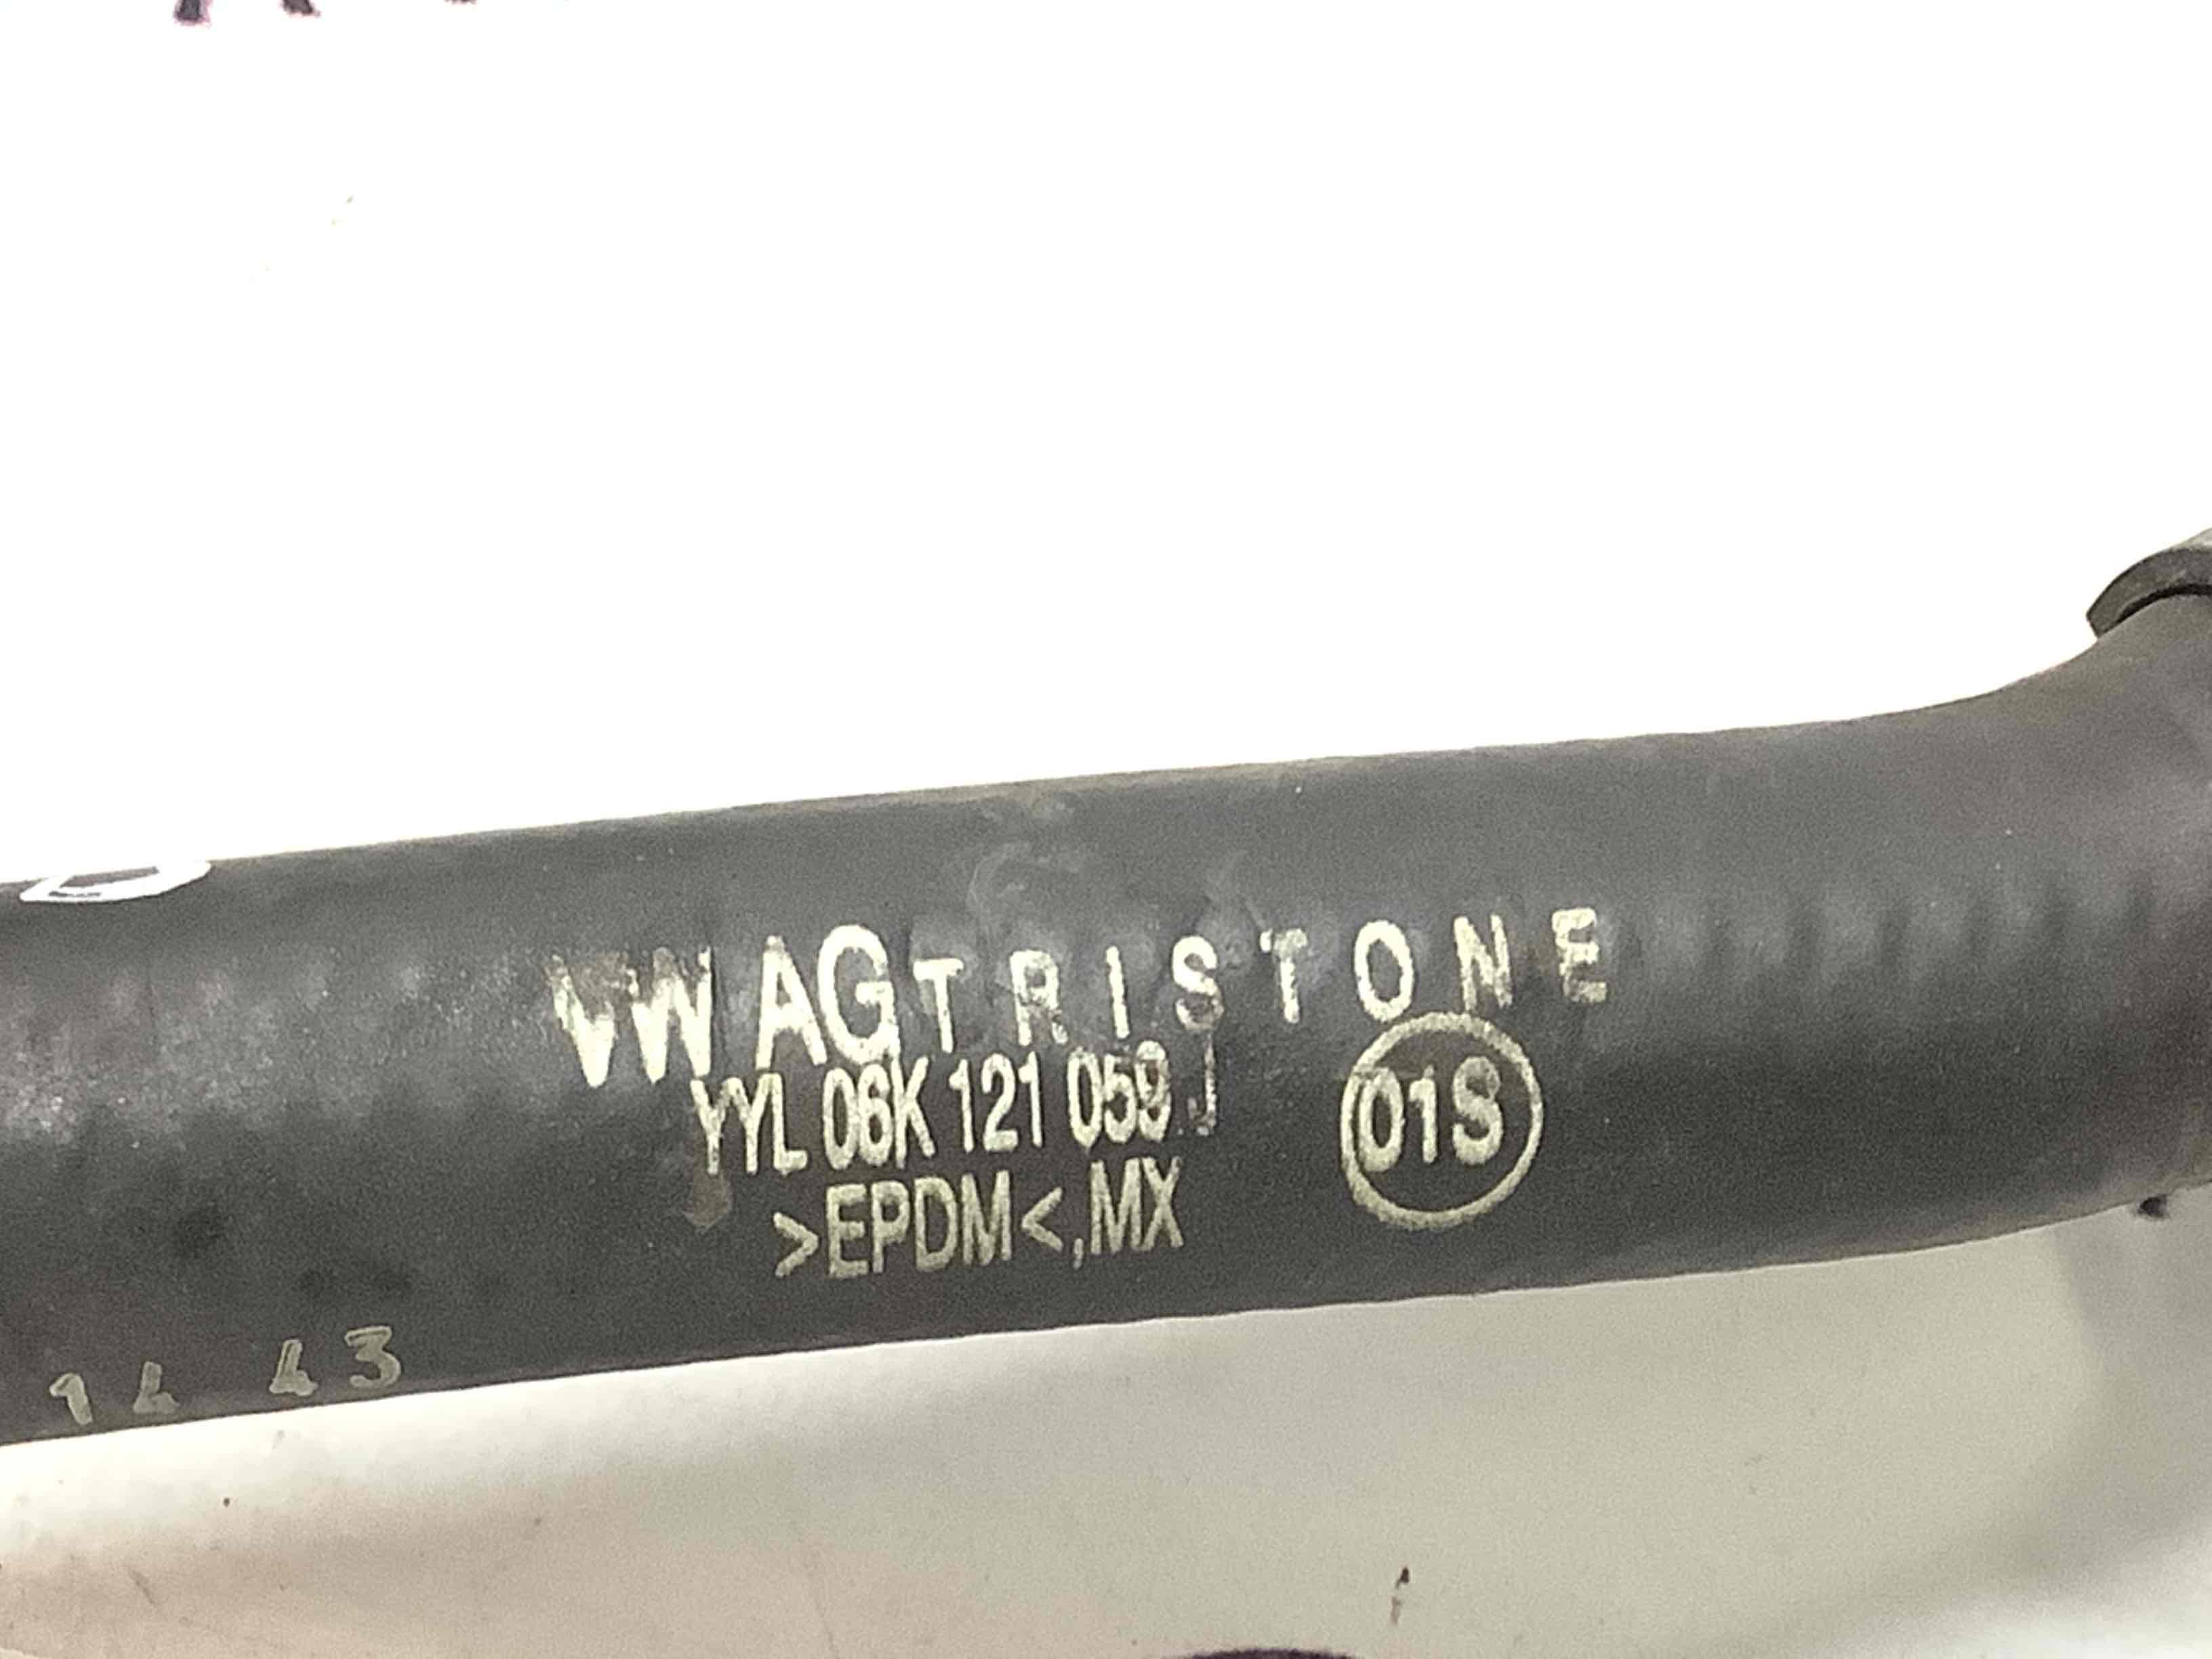 VWAG TRISTONE
YYL 06K 121 059 J
01S
>EPDM<,MX
14 43